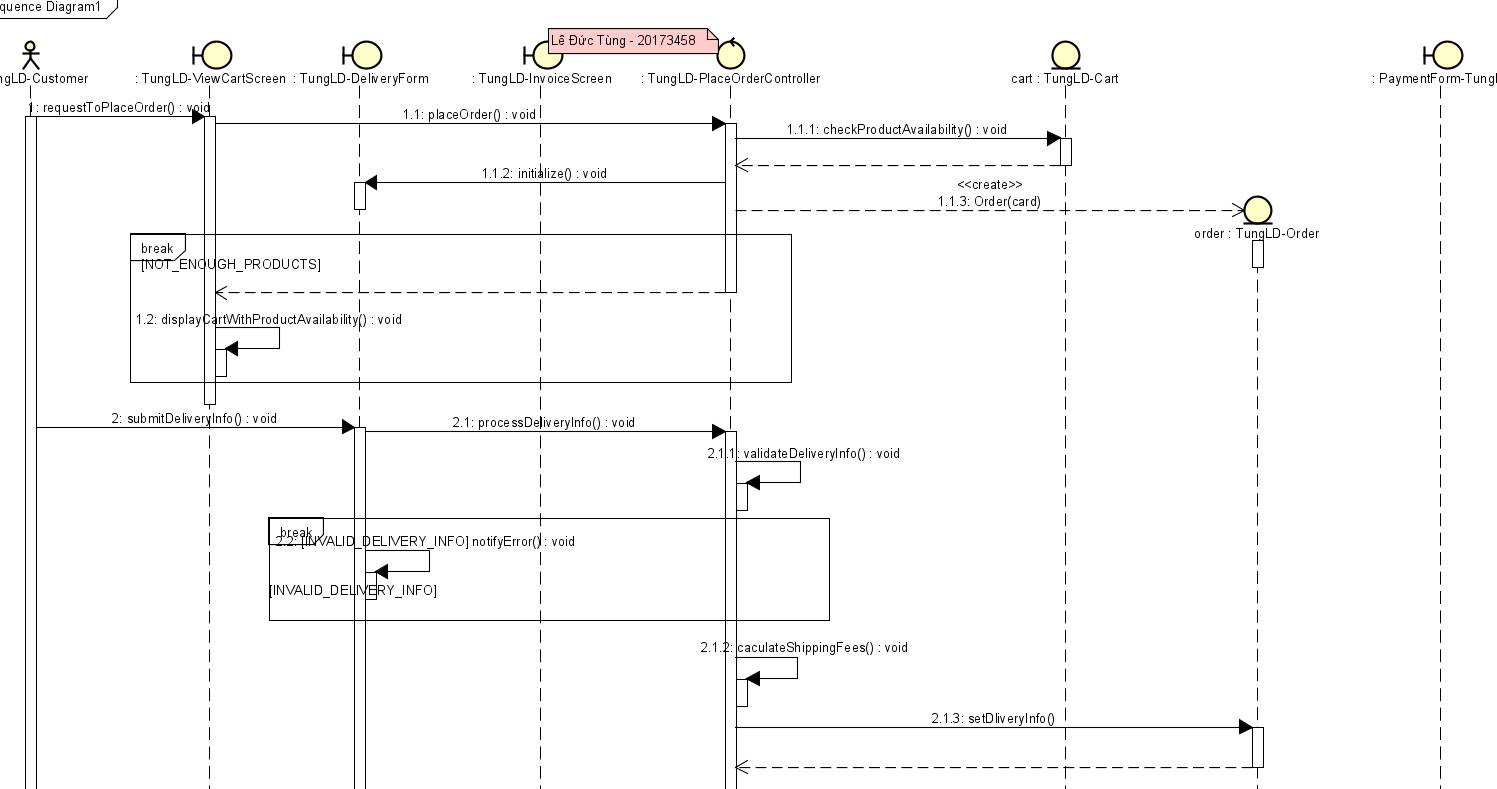 quence Diagram1
Lê Đức Tùng - 20173458
ngLD-Customer
: TungLD-ViewCartScreen
: TungLD-DeliveryForm
: TungLD-InvoiceScreen
: TungLD-PlaceOrderController
cart : TungLD-Cart
: PaymentForm-Tungl
1: requestToPlaceOrder() : void
1.1: placeOrder() : void
1.1.1: checkProductAvailability() : void
1.1.2: initialize() : void
<<create>>
1.1.3: Order(card)
order : TungLD-Order
break
[NOT_ENOUGH_PRODUCTS]
1.2: displayCartWithProductAvailability() : void
2: submitDeliveryInfo() : void
2.1: processDeliveryInfo() : void
2.1.1: validateDeliveryInfo() : void
break
2.2: [INVALID_DELIVERY_INFO] notifyError() : void
[INVALID_DELIVERY_INFO]
2.1.2: caculateShippingFees() : void
2.1.3: setDliveryInfo()